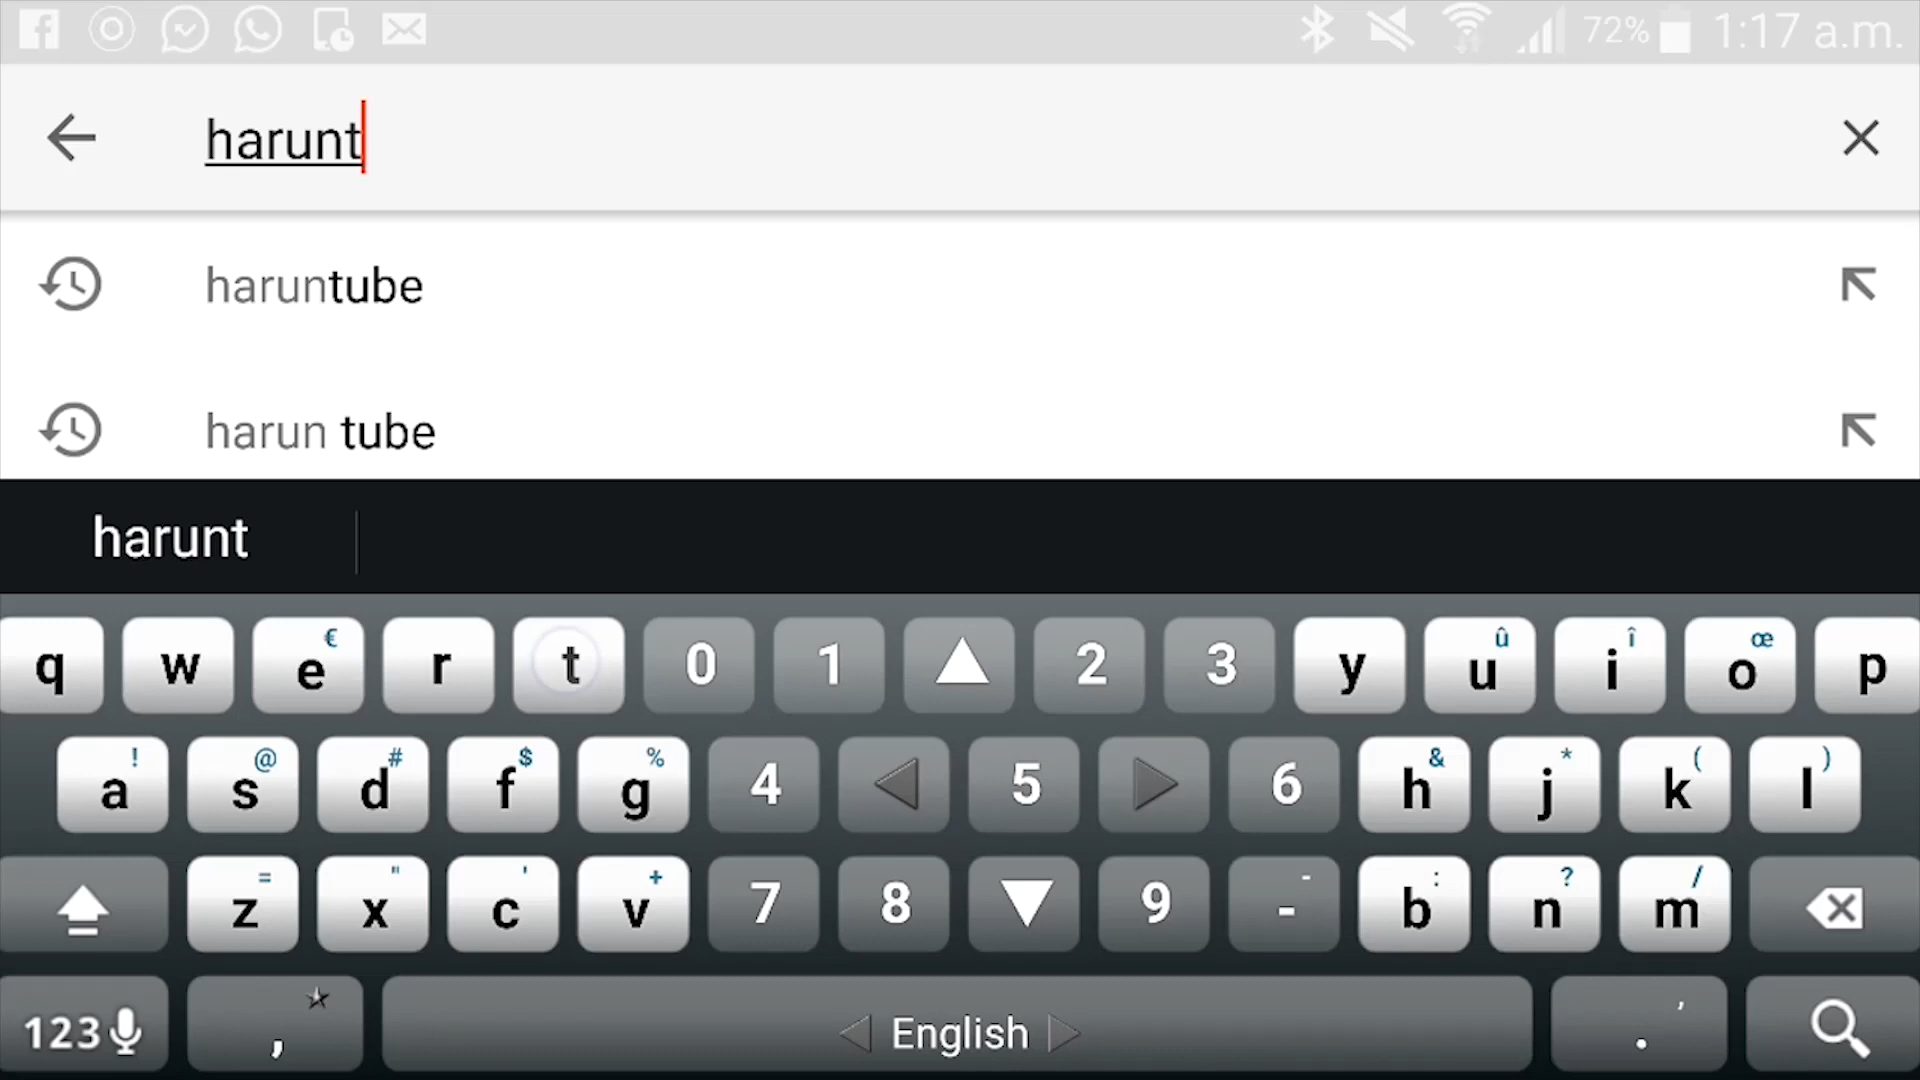 72% 1:17 a.m.
harunt
haruntube
harun tube
harunt
q w e € r t 0 1 2 3 y u û i î o œ p
a ! s @ d # f $ g % 4 5 6 h & j * k ( l )
z = x " c ' v + 7 8 9 - - b : n ? m /
123 , English . '